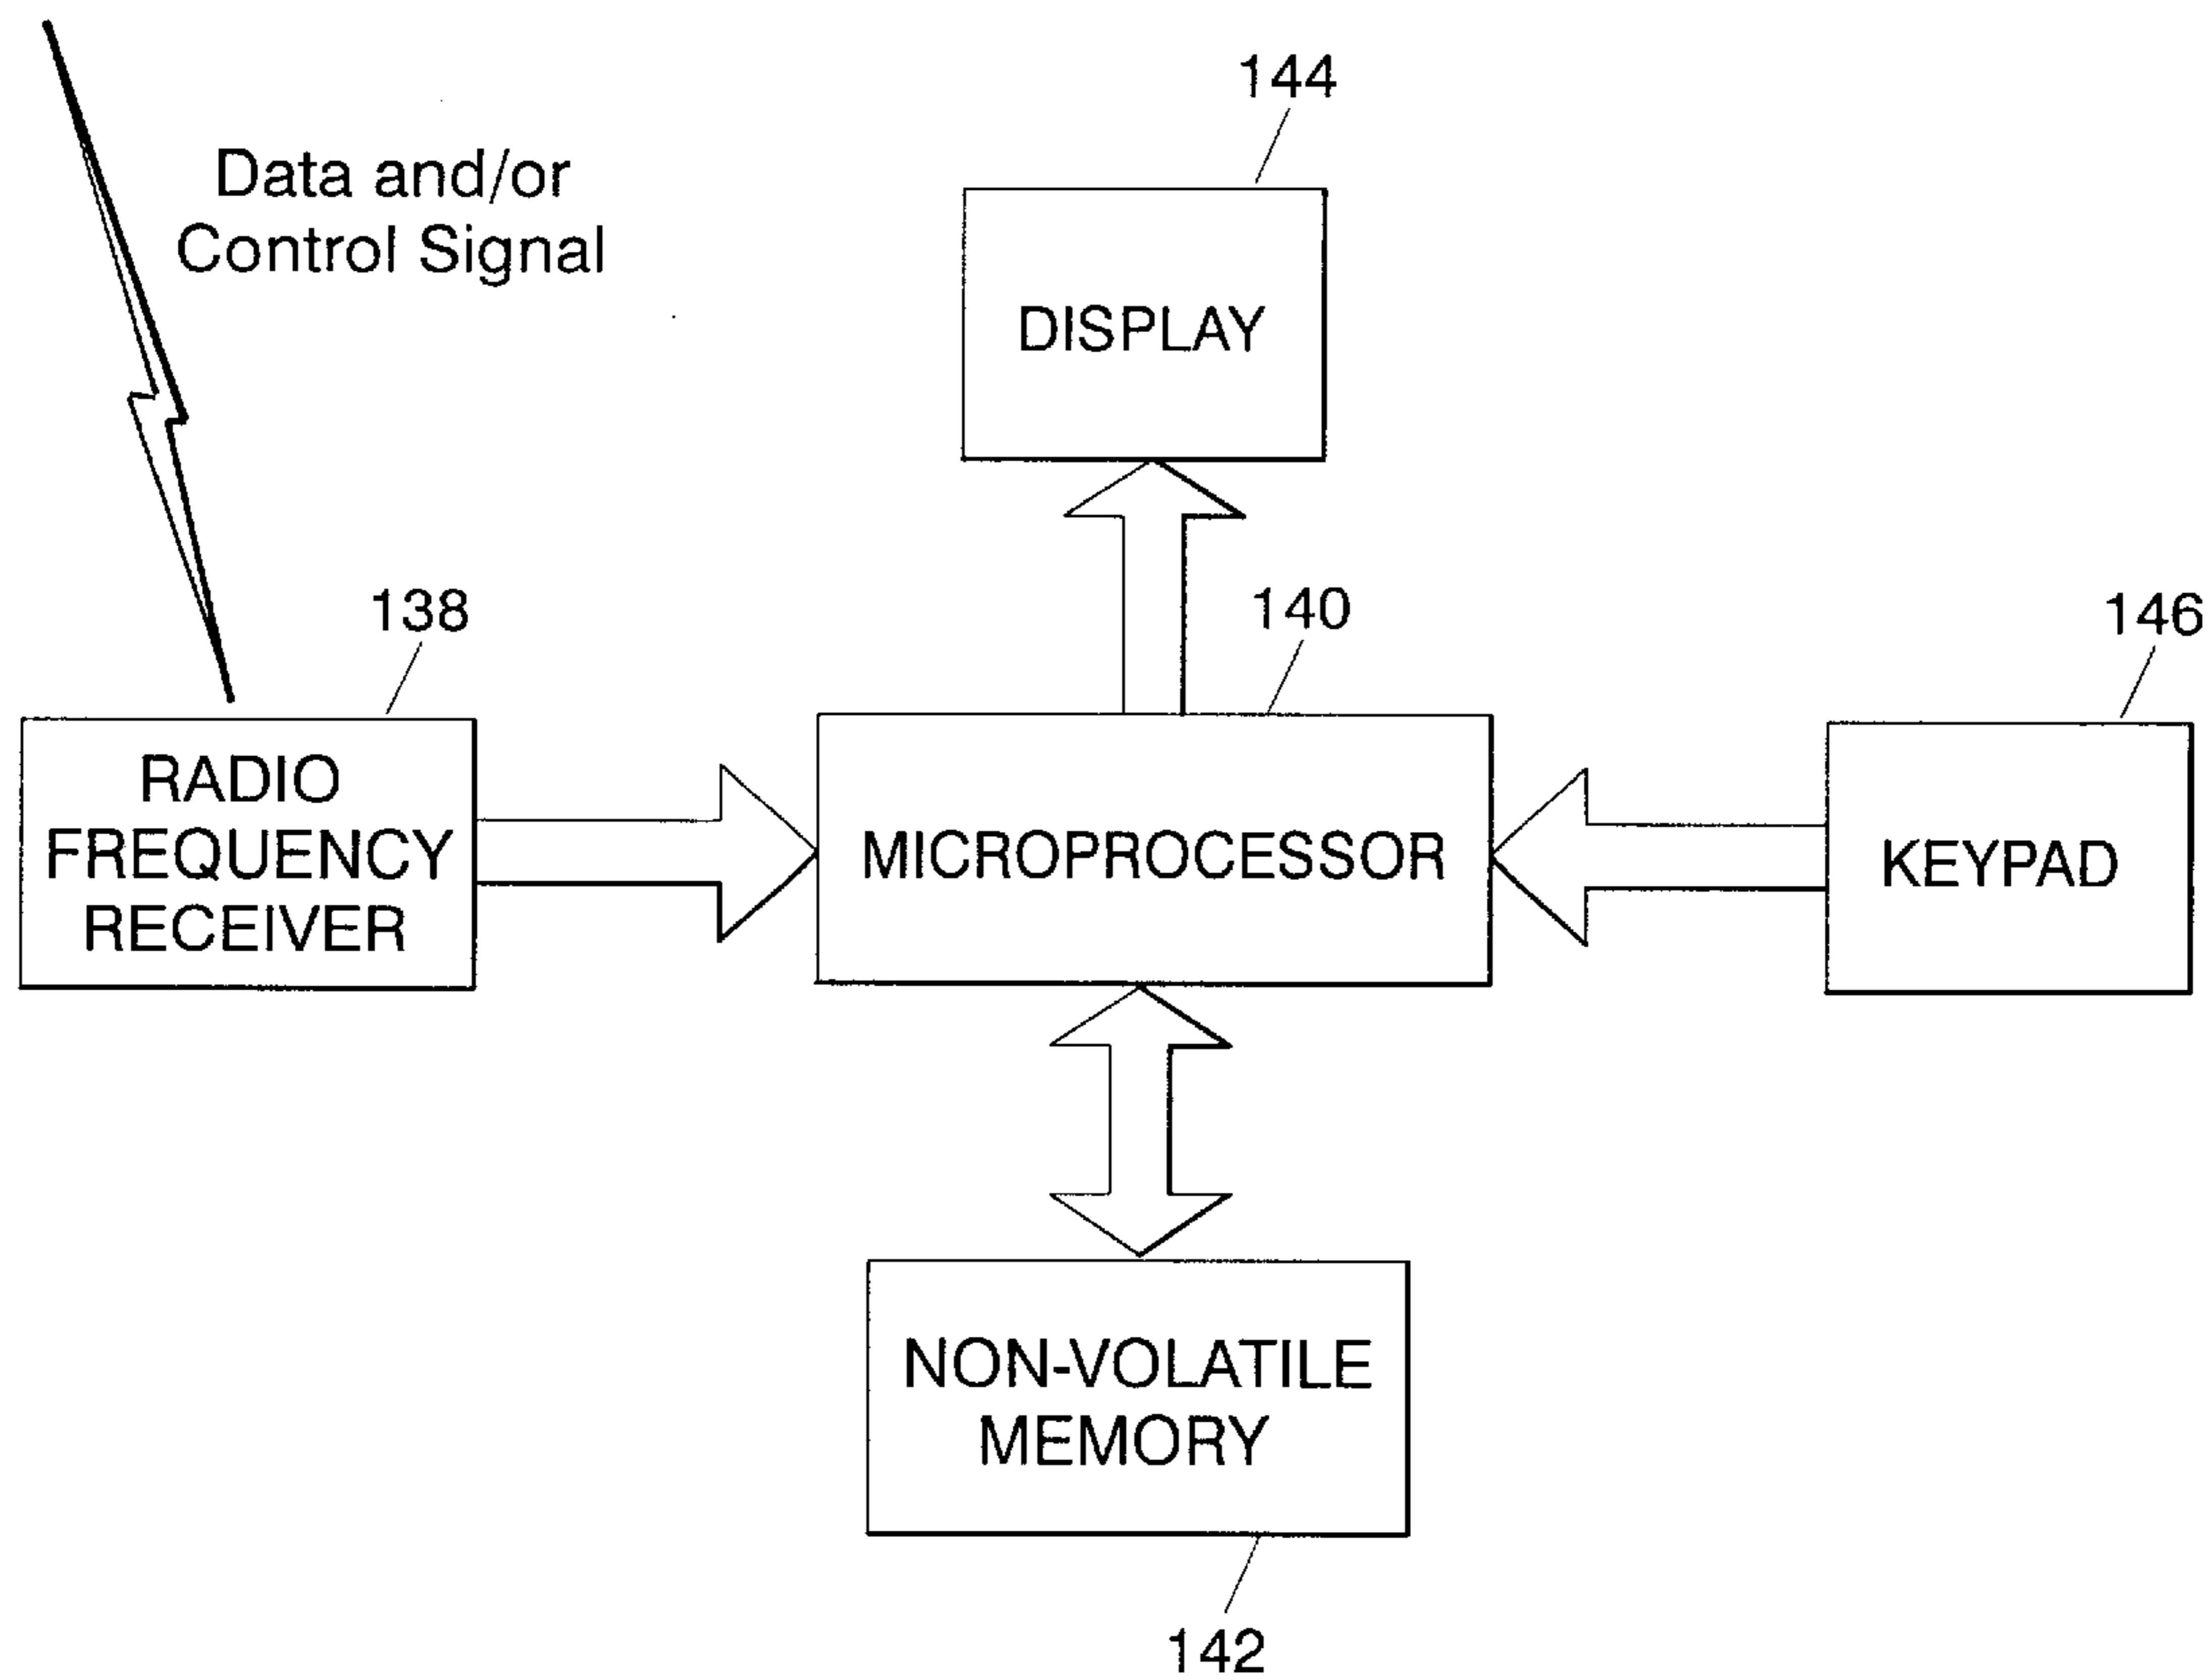 144
Data and/or
Control Signal
DISPLAY
138
140
146
RADIO
FREQUENCY
RECEIVER
MICROPROCESSOR
KEYPAD
NON-VOLATILE
MEMORY
142